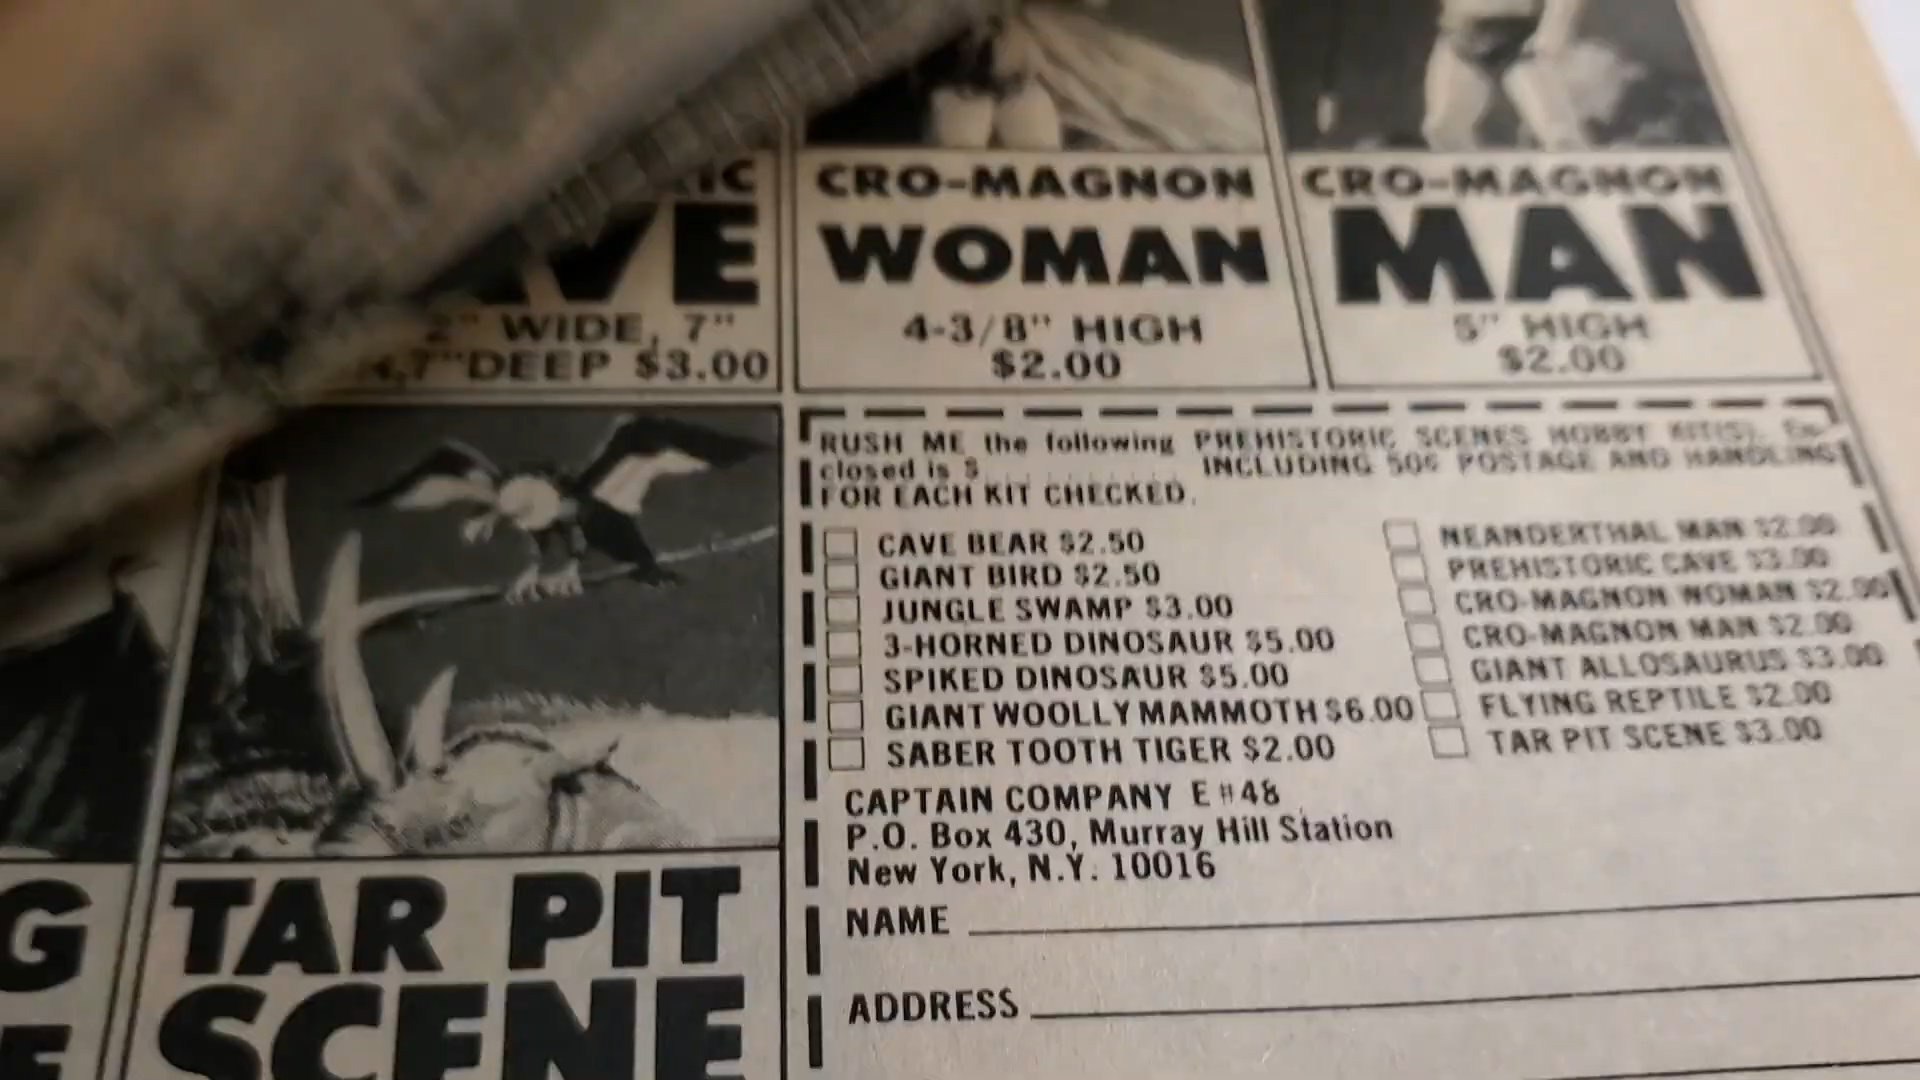 IC
VE
2" WIDE, 7"
H,7" DEEP $3.00
CRO-MAGNON
WOMAN
4-3/8" HIGH
$2.00
CRO-MAGNON
MAN
5" HIGH
$2.00
RUSH ME the following PREHISTORIC SCENES HOBBY KIT(S). En-
closed is $ INCLUDING 50¢ POSTAGE AND HANDLING
FOR EACH KIT CHECKED.
CAVE BEAR $2.50
GIANT BIRD $2.50
JUNGLE SWAMP $3.00
3-HORNED DINOSAUR $5.00
SPIKED DINOSAUR $5.00
GIANT WOOLLY MAMMOTH $6.00
SABER TOOTH TIGER $2.00
NEANDERTHAL MAN $2.00
PREHISTORIC CAVE $3.00
CRO-MAGNON WOMAN $2.00
CRO-MAGNON MAN $2.00
GIANT ALLOSAURUS $3.00
FLYING REPTILE $2.00
TAR PIT SCENE $3.00
CAPTAIN COMPANY E #48
P.O. Box 430, Murray Hill Station
New York, N.Y. 10016
NAME
ADDRESS
G
E
TAR PIT
SCENE